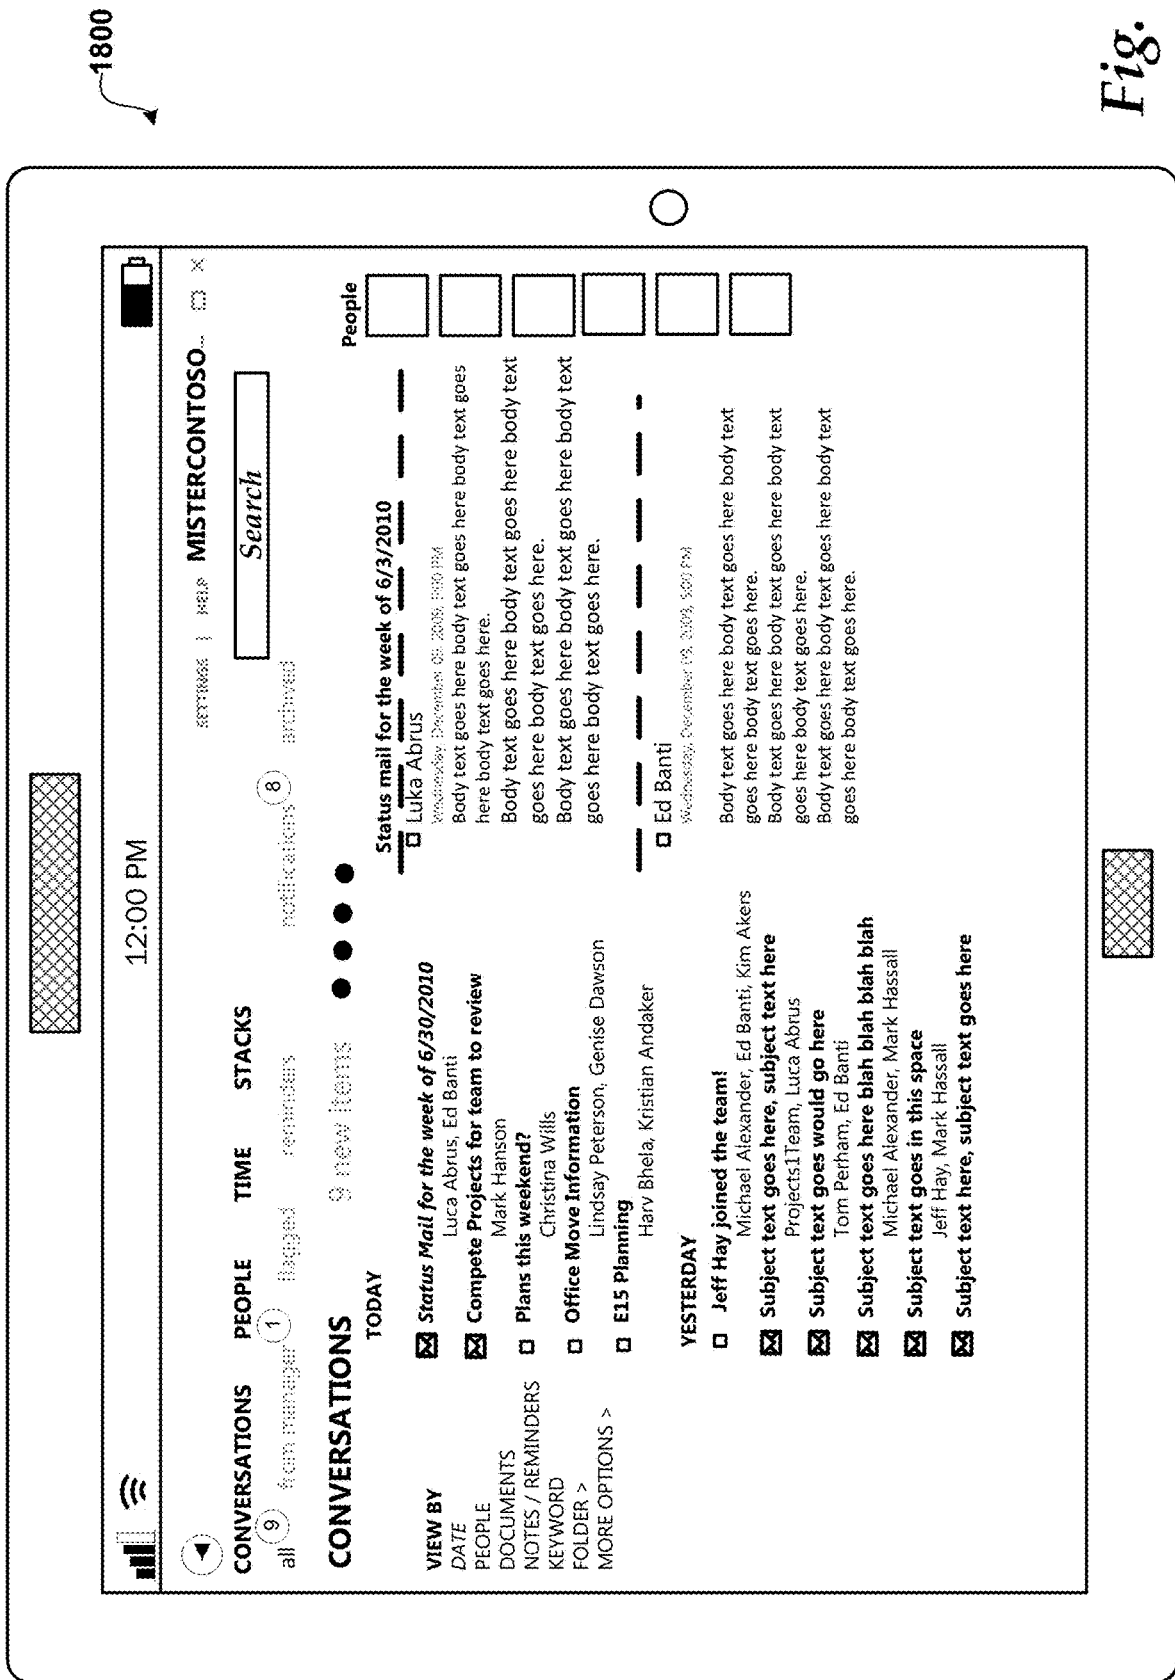 1800
12:00 PM
SETTINGS | HELP MISTERCONTOSO...
CONVERSATIONS PEOPLE TIME STACKS
Search
all 9 from manager 1 flagged reminders notifications 8 archived
CONVERSATIONS 9 new items
VIEW BY
DATE
PEOPLE
DOCUMENTS
NOTES / REMINDERS
KEYWORD
FOLDER >
MORE OPTIONS >
TODAY
Status Mail for the week of 6/30/2010
Luca Abrus, Ed Banti
Compete Projects for team to review
Mark Hanson
Plans this weekend?
Christina Wills
Office Move Information
Lindsay Peterson, Genise Dawson
E15 Planning
Harv Bhela, Kristian Andaker
YESTERDAY
Jeff Hay joined the team!
Michael Alexander, Ed Banti, Kim Akers
Subject text goes here, subject text here
Projects1Team, Luca Abrus
Subject text goes would go here
Tom Perham, Ed Banti
Subject text goes here blah blah blah
Michael Alexander, Mark Hassall
Subject text goes in this space
Jeff Hay, Mark Hassall
Subject text here, subject text goes here
Status mail for the week of 6/3/2010
Luka Abrus
Wednesday, December 09, 2009, PM
Body text goes here body text goes here body text goes
here body text goes here.
Body text goes here body text goes here body text
goes here body text goes here.
Body text goes here body text goes here body text
goes here body text goes here.
Ed Banti
Wednesday, December 09, 2009, 5:00 PM
Body text goes here body text goes here body text
goes here body text goes here.
Body text goes here body text goes here body text
goes here body text goes here.
Body text goes here body text goes here body text
goes here body text goes here.
People
Fig.